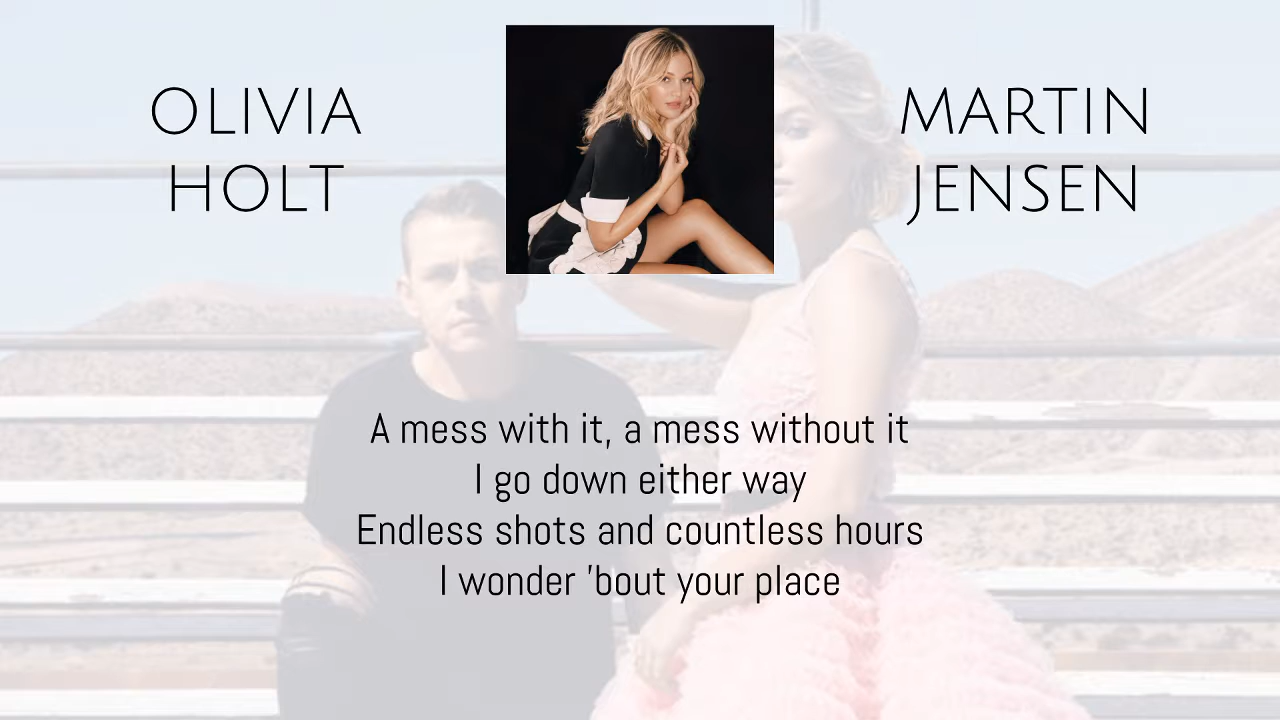 OLIVIA
HOLT
MARTIN
JENSEN
A mess with it, a mess without it
I go down either way
Endless shots and countless hours
I wonder 'bout your place